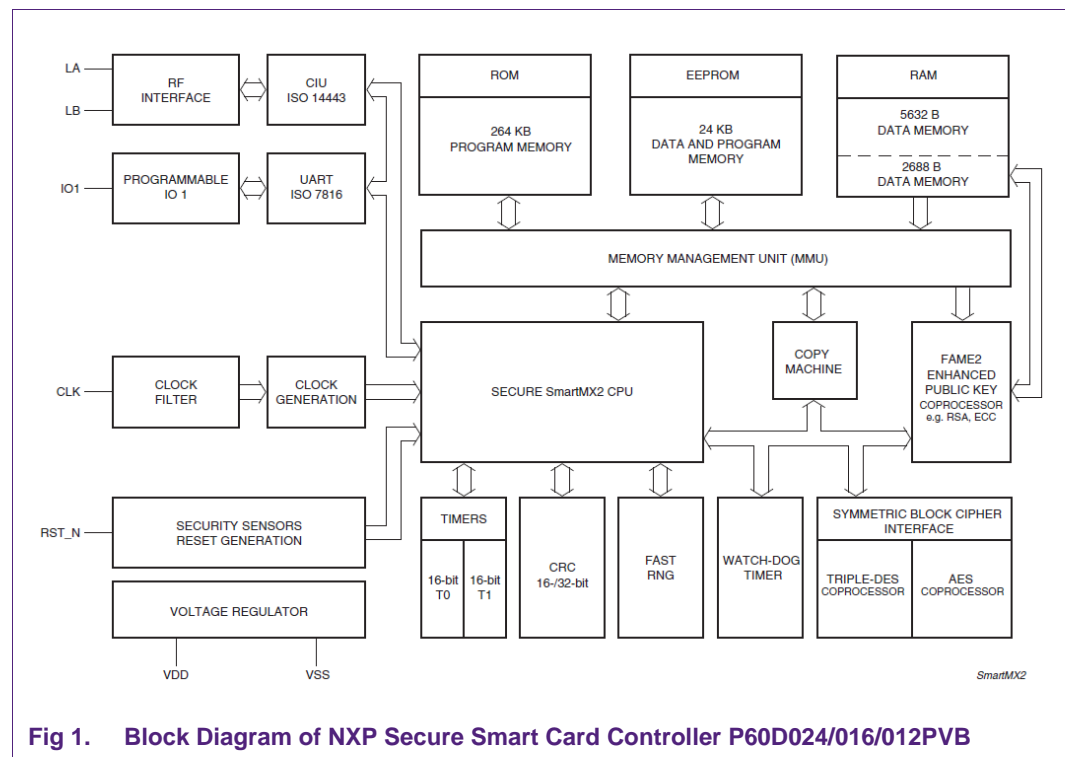 LA
LB
RF
INTERFACE
CIU
ISO 14443
IO1
PROGRAMMABLE
IO 1
UART
ISO 7816
ROM
264 KB
PROGRAM MEMORY
EEPROM
24 KB
DATA AND PROGRAM
MEMORY
RAM
5632 B
DATA MEMORY
2688 B
DATA MEMORY
MEMORY MANAGEMENT UNIT (MMU)
CLK
CLOCK
FILTER
CLOCK
GENERATION
SECURE SmartMX2 CPU
COPY
MACHINE
FAME2
ENHANCED
PUBLIC KEY
COPROCESSOR
e.g. RSA, ECC
RST_N
SECURITY SENSORS
RESET GENERATION
VOLTAGE REGULATOR
VDD
VSS
TIMERS
16-bit
T0
16-bit
T1
CRC
16-/32-bit
FAST
RNG
WATCH-DOG
TIMER
SYMMETRIC BLOCK CIPHER
INTERFACE
TRIPLE-DES
COPROCESSOR
AES
COPROCESSOR
SmartMX2
Fig 1. Block Diagram of NXP Secure Smart Card Controller P60D024/016/012PVB